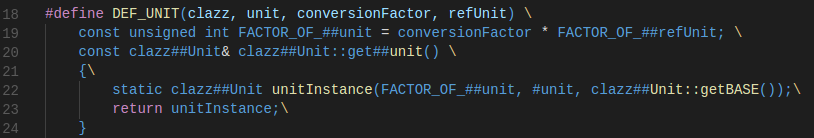 18 #define DEF_UNIT(clazz, unit, conversionFactor, refUnit) \
19     const unsigned int FACTOR_OF_##unit = conversionFactor * FACTOR_OF_##refUnit; \
20     const clazz##Unit& clazz##Unit::get##unit() \
21     {\
22         static clazz##Unit unitInstance(FACTOR_OF_##unit, #unit, clazz##Unit::getBASE());\
23         return unitInstance;\
24     }